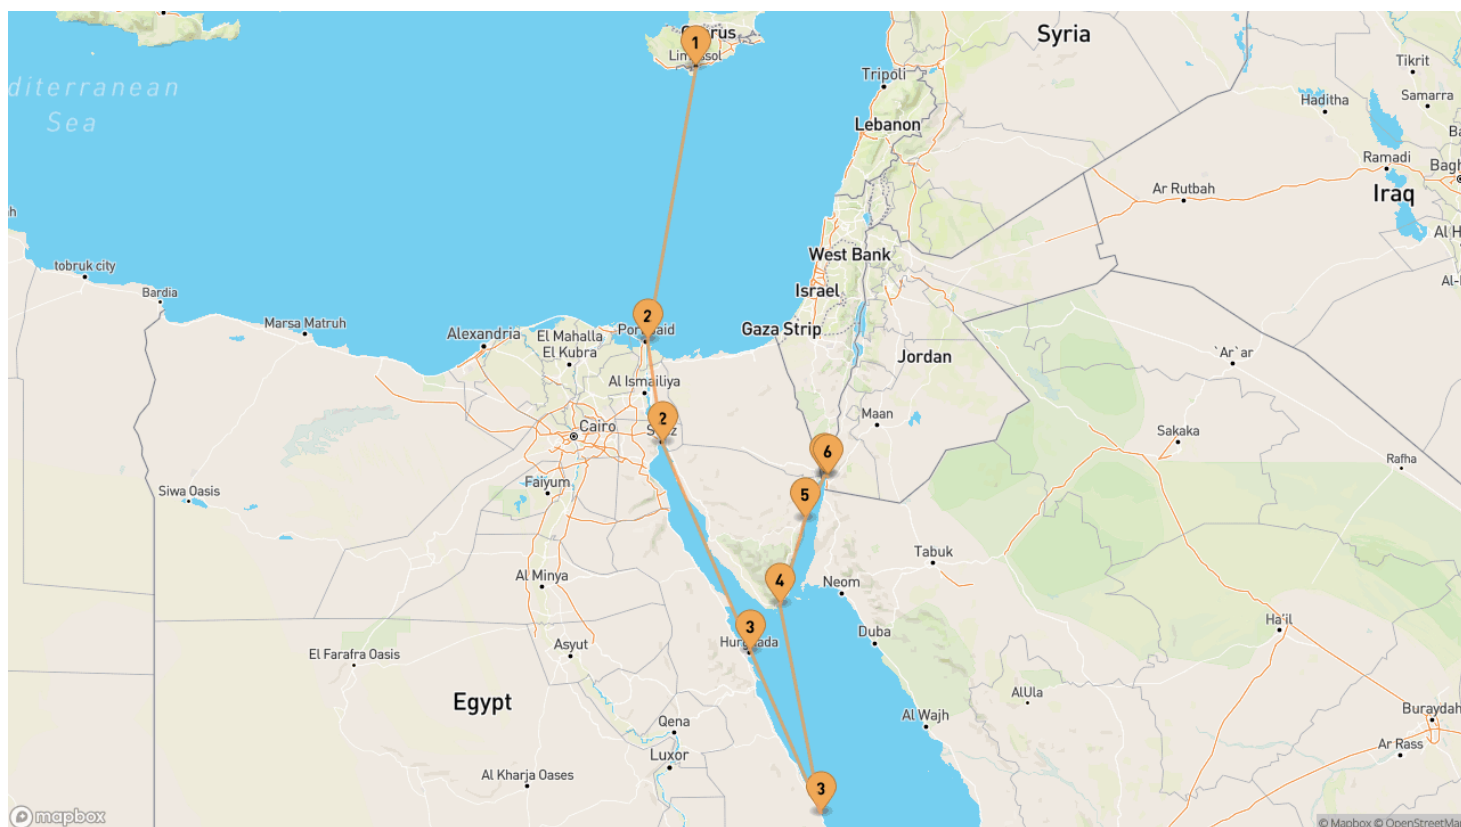 Syria
Tikrit
Tripoli
Samarra
Haditha
Lebanon
Ramadi
Ar Rutbah
Iraq
Sea
West Bank
tobruk city
Israel
Bardia
Marsa Matruh
Alexandria
El Mahalla
El Kubra
Gaza Strip
Jordan
`Ar`ar
Al Ismailiya
Maan
Cairo
Sakaka
Rafha
Faiyum
Siwa Oasis
Tabuk
Al Minya
Neom
Ha'il
Duba
Asyut
El Farafra Oasis
AlUla
Egypt
Al Wajh
Buraydah
Qena
Ar Rass
Luxor
Al Kharja Oases
1
2
2
6
5
4
3
3
mapbox
© Mapbox © OpenStreetMap